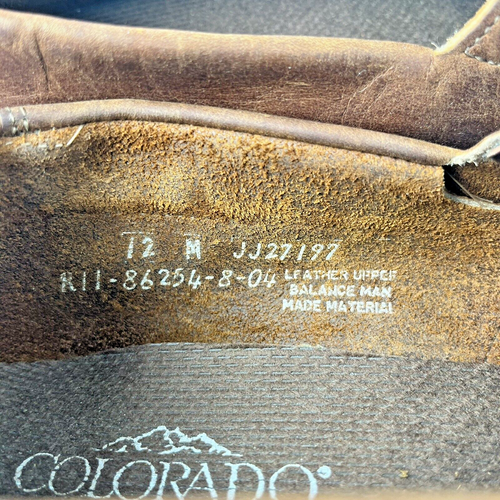 12 M JJ27197
R11-86254-8-04 LEATHER UPPER
BALANCE MAN
MADE MATERIAL
COLORADO